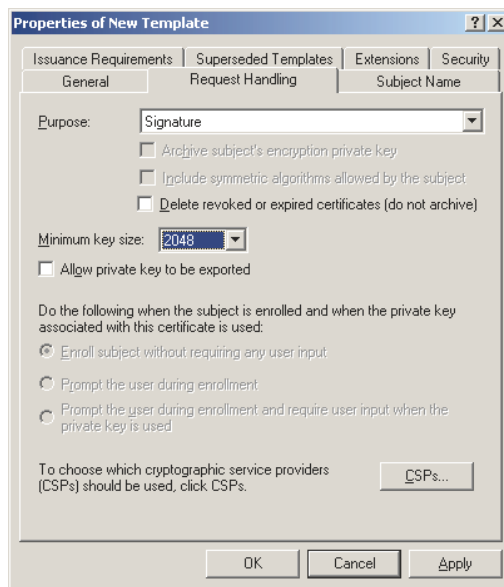 Properties of New Template
Issuance Requirements
Superseded Templates
Extensions
Security
General
Request Handling
Subject Name
Purpose:
Signature
Archive subject's encryption private key
Include symmetric algorithms allowed by the subject
Delete revoked or expired certificates (do not archive)
Minimum key size:
2048
Allow private key to be exported
Do the following when the subject is enrolled and when the private key
associated with this certificate is used:
Enroll subject without requiring any user input
Prompt the user during enrollment
Prompt the user during enrollment and require user input when the
private key is used
To choose which cryptographic service providers
(CSPs) should be used, click CSPs.
CSPs...
OK
Cancel
Apply